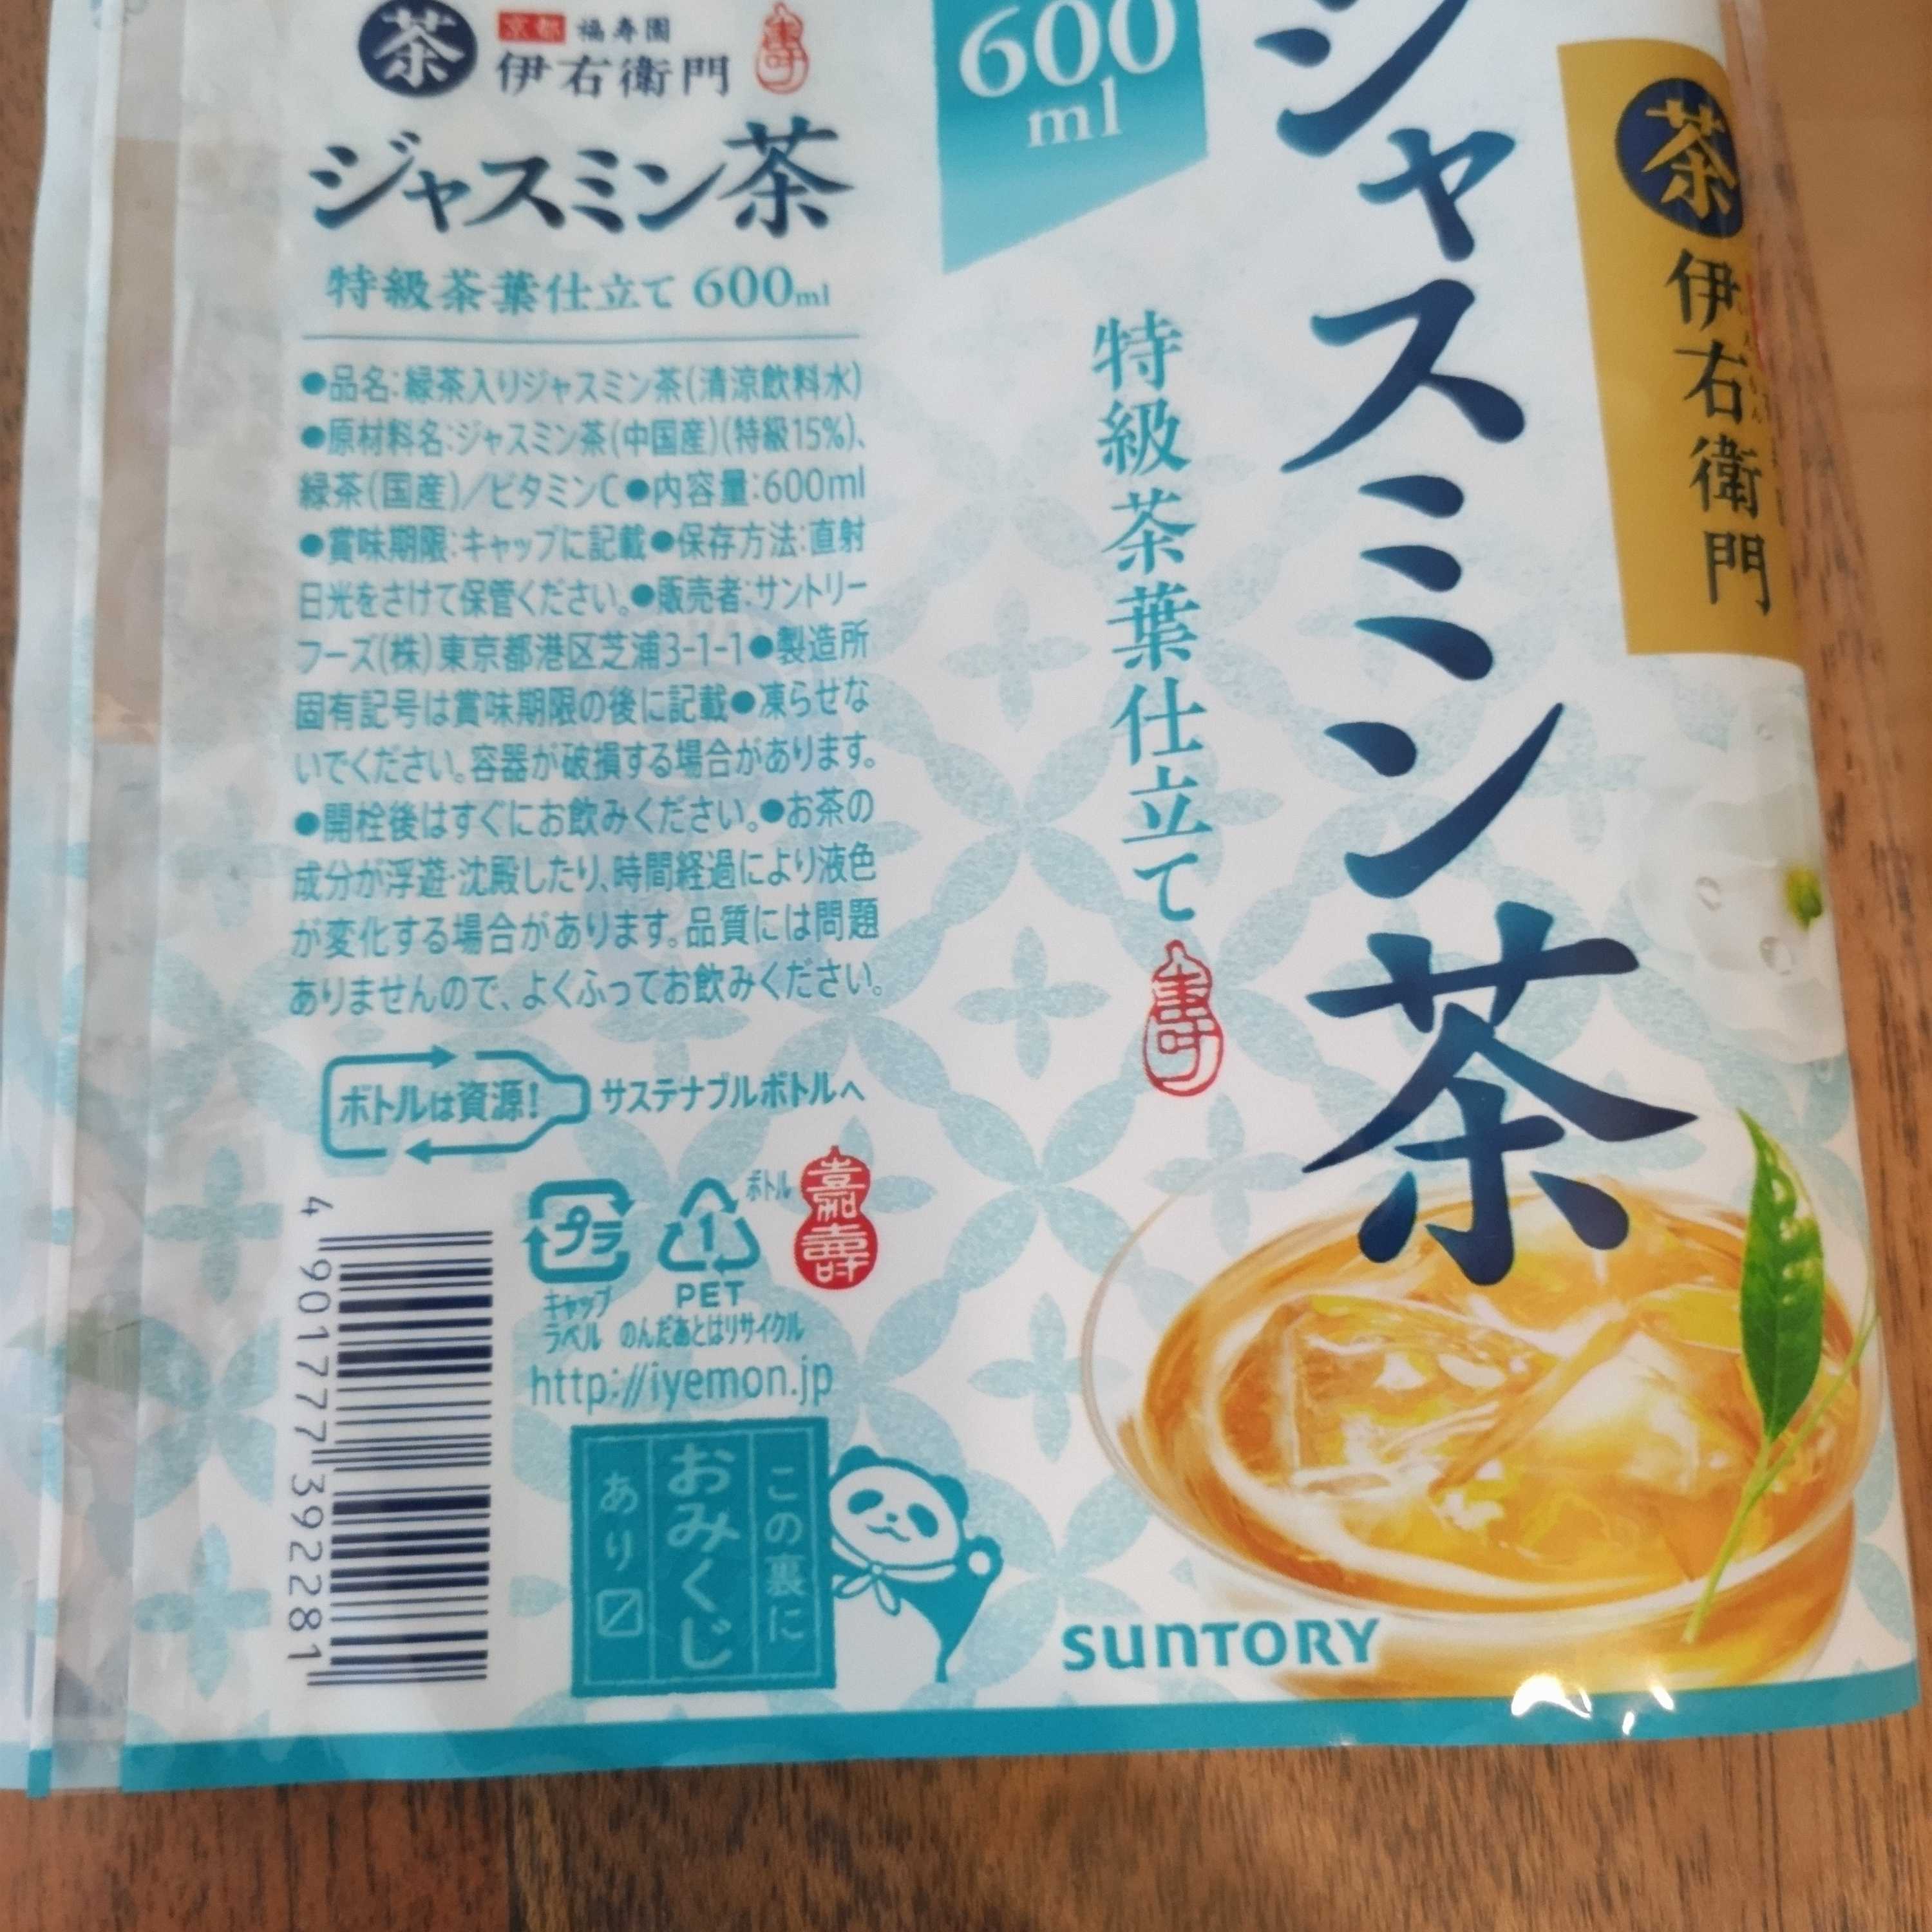 茶
京都 福寿園
伊右衛門
ジャスミン茶
特級茶葉仕立て 600ml
●品名:緑茶入りジャスミン茶(清涼飲料水)
●原材料名:ジャスミン茶(中国産)(特級15%)、
緑茶(国産)/ビタミンC●内容量:600ml
●賞味期限:キャップに記載●保存方法:直射
日光をさけて保管ください。●販売者:サントリー
フーズ(株)東京都港区芝浦3-1-1●製造所
固有記号は賞味期限の後に記載●凍らせな
いでください。容器が破損する場合があります。
●開栓後はすぐにお飲みください。●お茶の
成分が浮遊・沈殿したり、時間経過により液色
が変化する場合があります。品質には問題
ありませんので、よくふってお飲みください。
ボトルは資源! サステナブルボトルへ
プラ
キャップ
ラベル
1
PET
ボトル
嘉壽
のんだあとはリサイクル
http://iyemon.jp
4 901777 392281
この裏に
おみくじ
あり
600
ml
ジャスミン茶
特級茶葉仕立て
茶
伊右衛門
SUNTORY